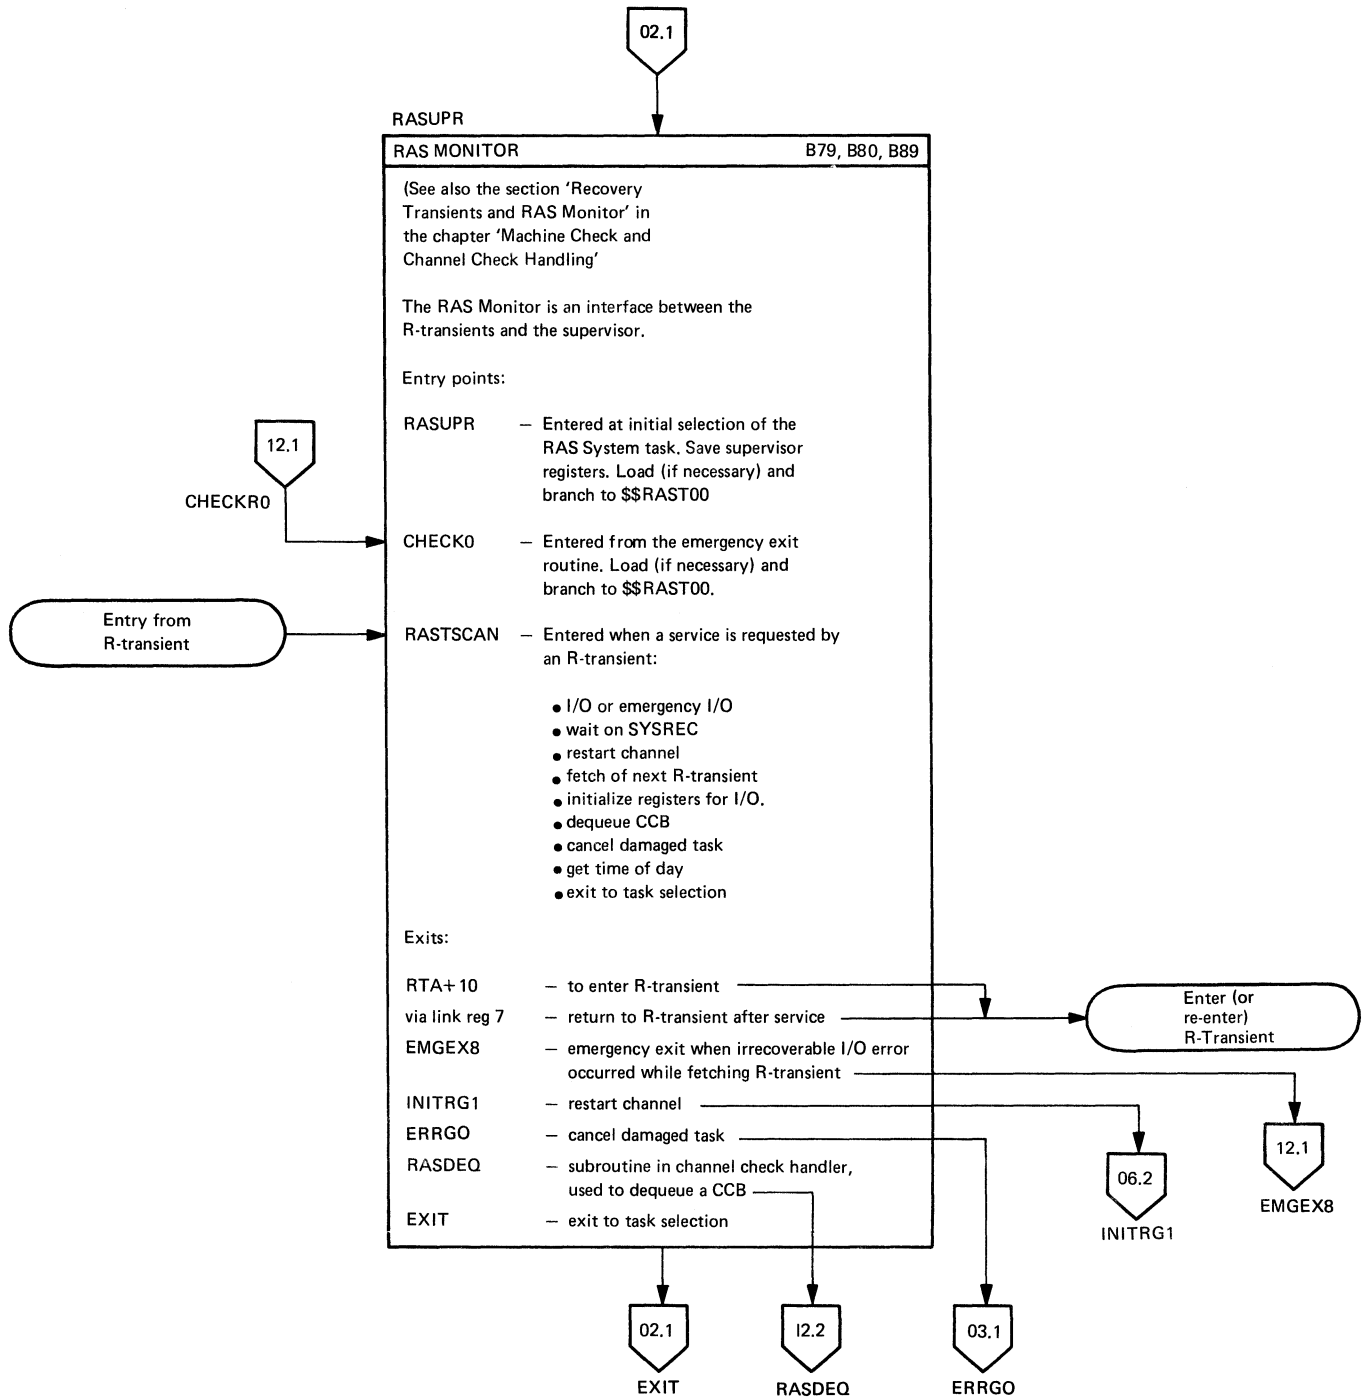 02.1
RASUPR
RAS MONITOR B79, B80, B89
(See also the section 'Recovery
Transients and RAS Monitor' in
the chapter 'Machine Check and
Channel Check Handling'
The RAS Monitor is an interface between the
R-transients and the supervisor.
Entry points:
RASUPR — Entered at initial selection of the
RAS System task. Save supervisor
registers. Load (if necessary) and
branch to $$RAST00
12.1
CHECKR0
CHECK0 — Entered from the emergency exit
routine. Load (if necessary) and
branch to $$RAST00.
Entry from
R-transient
RASTSCAN — Entered when a service is requested by
an R-transient:
● I/O or emergency I/O
● wait on SYSREC
● restart channel
● fetch of next R-transient
● initialize registers for I/O.
● dequeue CCB
● cancel damaged task
● get time of day
● exit to task selection
Exits:
RTA+10 — to enter R-transient
via link reg 7 — return to R-transient after service
Enter (or
re-enter)
R-Transient
EMGEX8 — emergency exit when irrecoverable I/O error
occurred while fetching R-transient
INITRG1 — restart channel
ERRGO — cancel damaged task
RASDEQ — subroutine in channel check handler,
used to dequeue a CCB
EXIT — exit to task selection
12.1
EMGEX8
06.2
INITRG1
02.1
EXIT
I2.2
RASDEQ
03.1
ERRGO